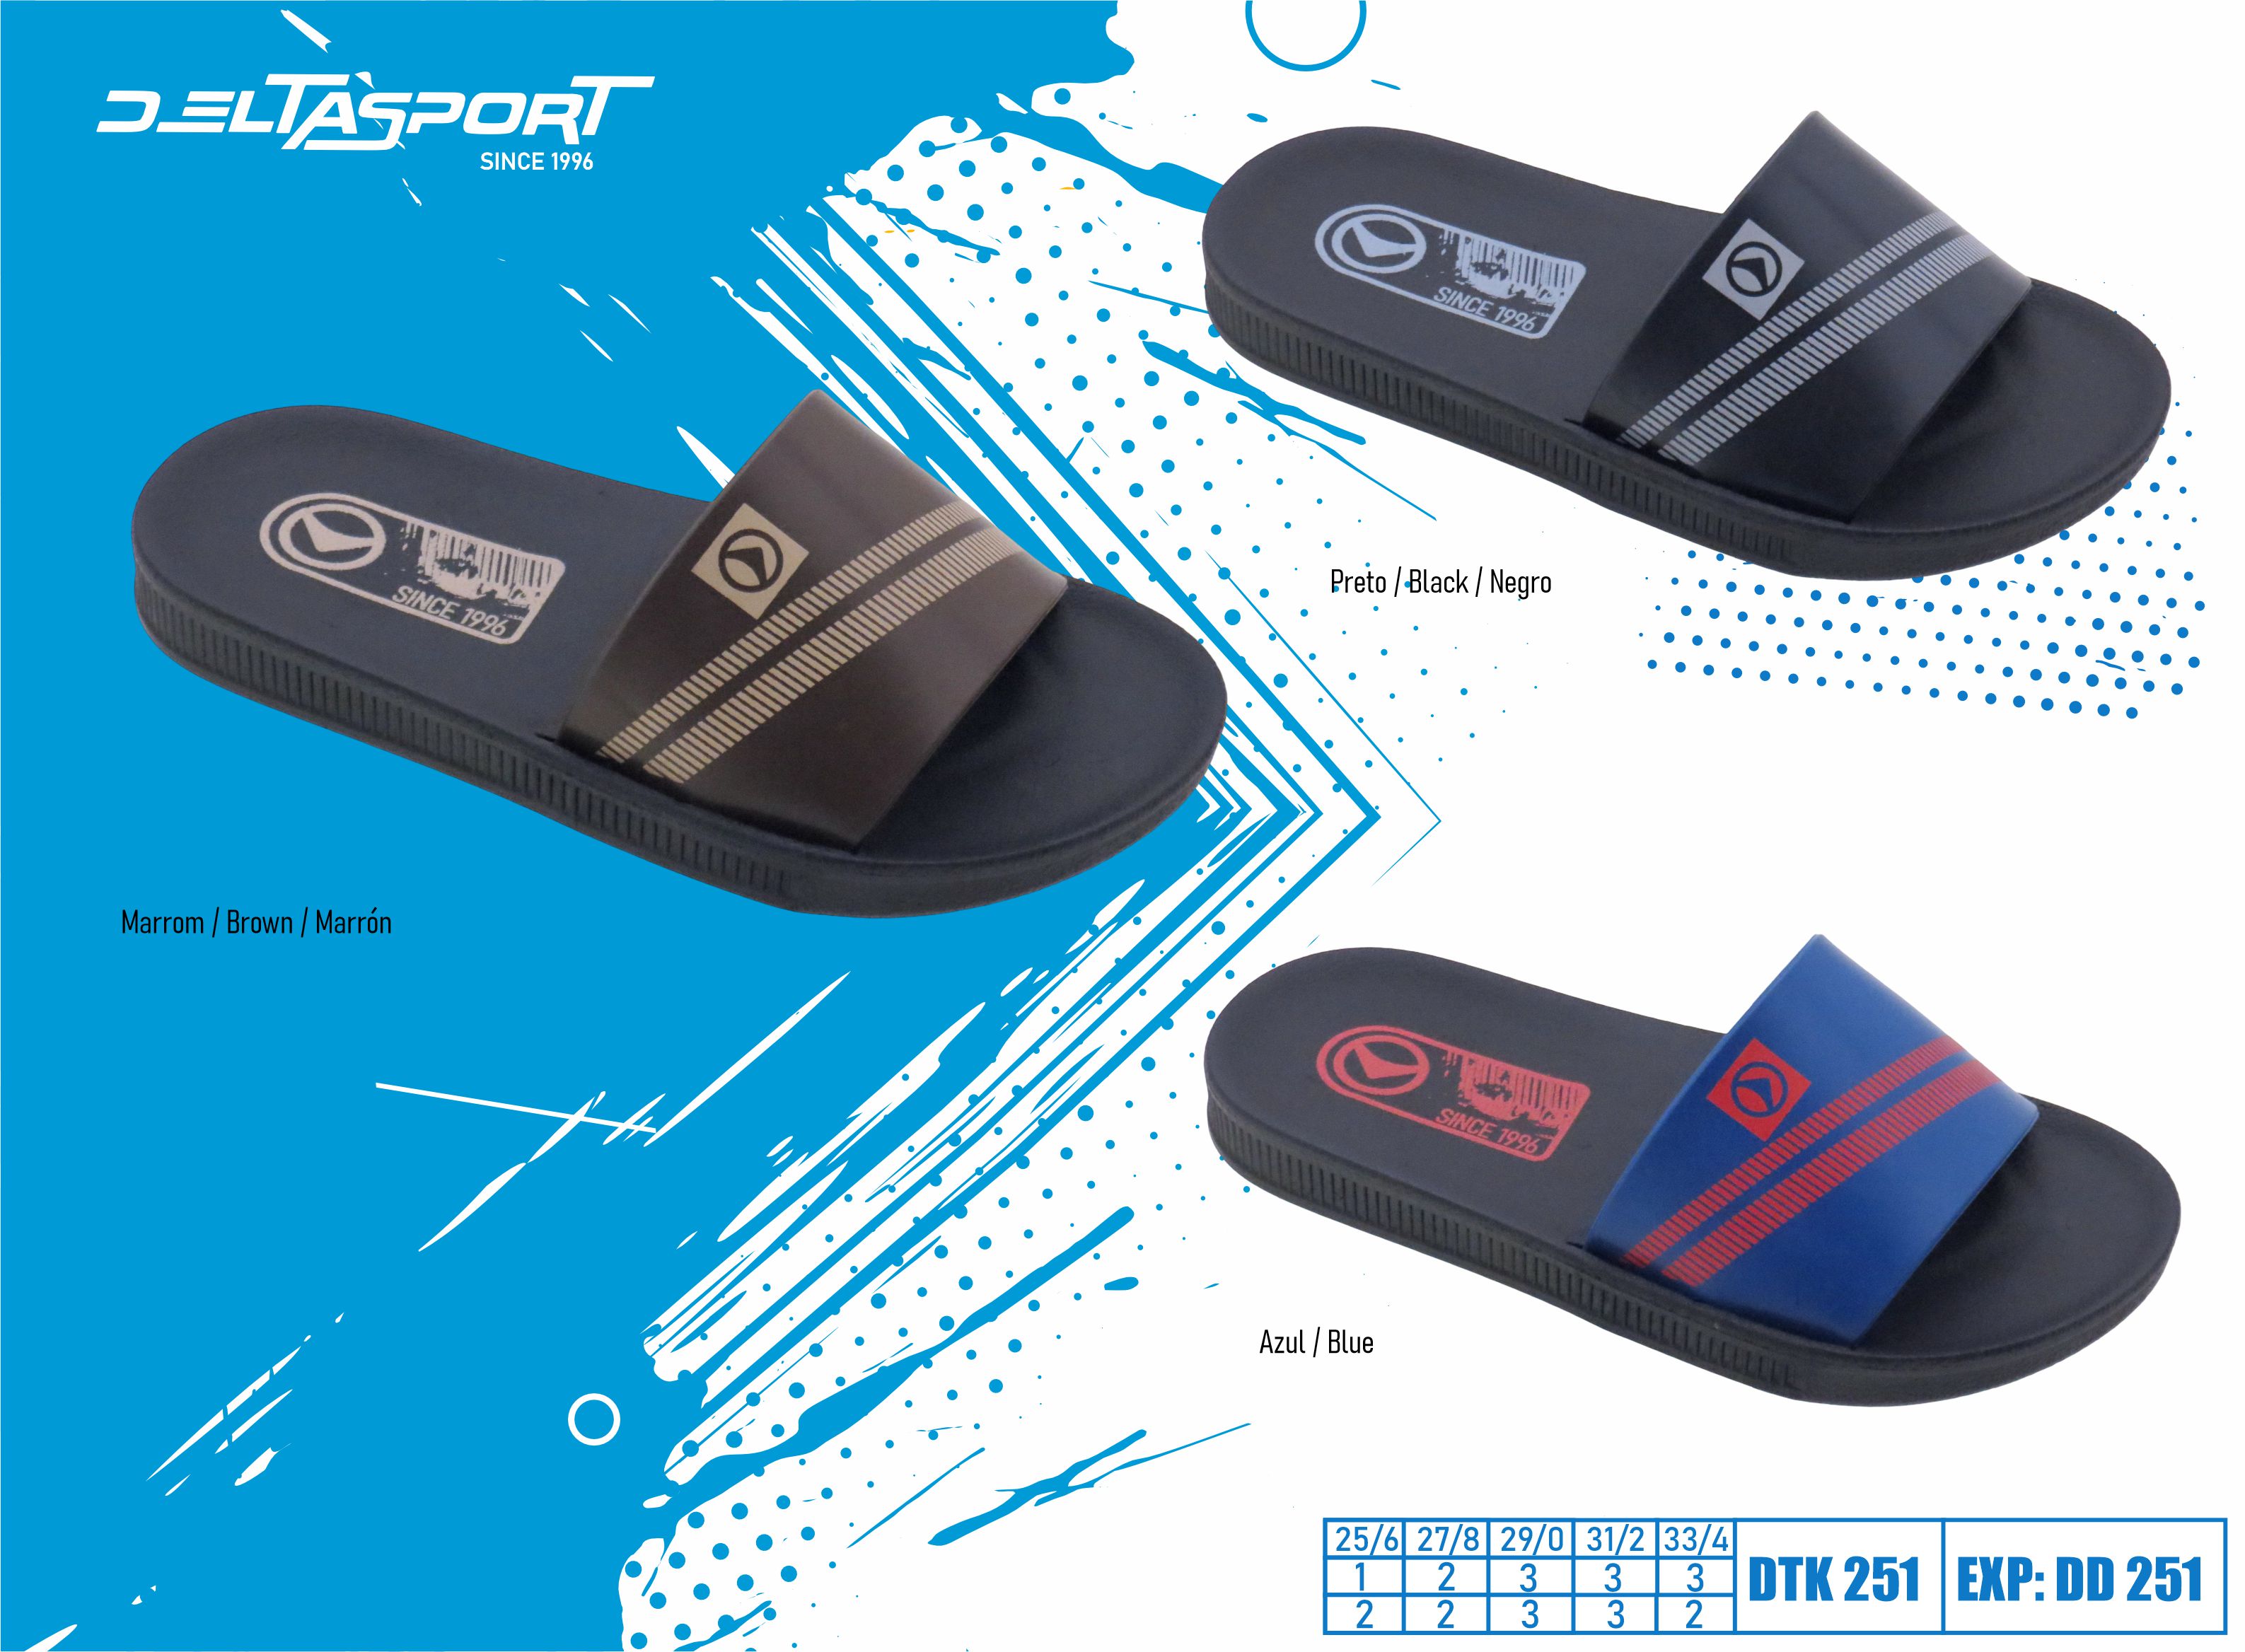 DELTASPORT
SINCE 1996
SINCE 1996
Preto / Black / Negro
SINCE 1996
Marrom / Brown / Marrón
SINCE 1996
Azul / Blue
25/6 27/8 29/0 31/2 33/4
1 2 3 3 3
2 2 3 3 2
DTK 251
EXP: DD 251